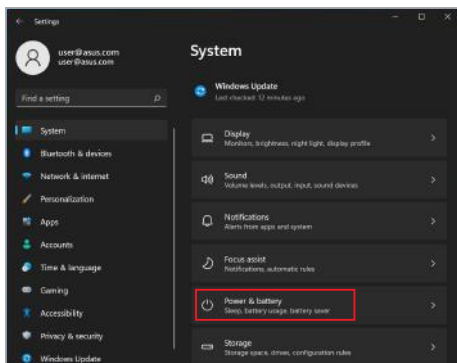 Settings
user@asus.com
user@asus.com
Find a setting
System
Bluetooth & devices
Network & internet
Personalization
Apps
Accounts
Time & language
Gaming
Accessibility
Privacy & security
Windows Update
System
Windows Update
Last checked: 12 minutes ago
Display
Monitors, brightness, night light, display profile
Sound
Volume levels, output, input, sound devices
Notifications
Alerts from apps and system
Focus assist
Notifications, automatic rules
Power & battery
Sleep, battery usage, battery saver
Storage
Storage space, drives, configuration rules